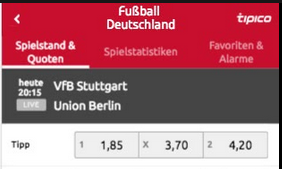 Fußball
Deutschland
tipico
Spielstand &
Quoten
Spielstatistiken
Favoriten &
Alarme
heute
20:15
VfB Stuttgart
LIVE
Union Berlin
Tipp
1 1,85 X 3,70 2 4,20